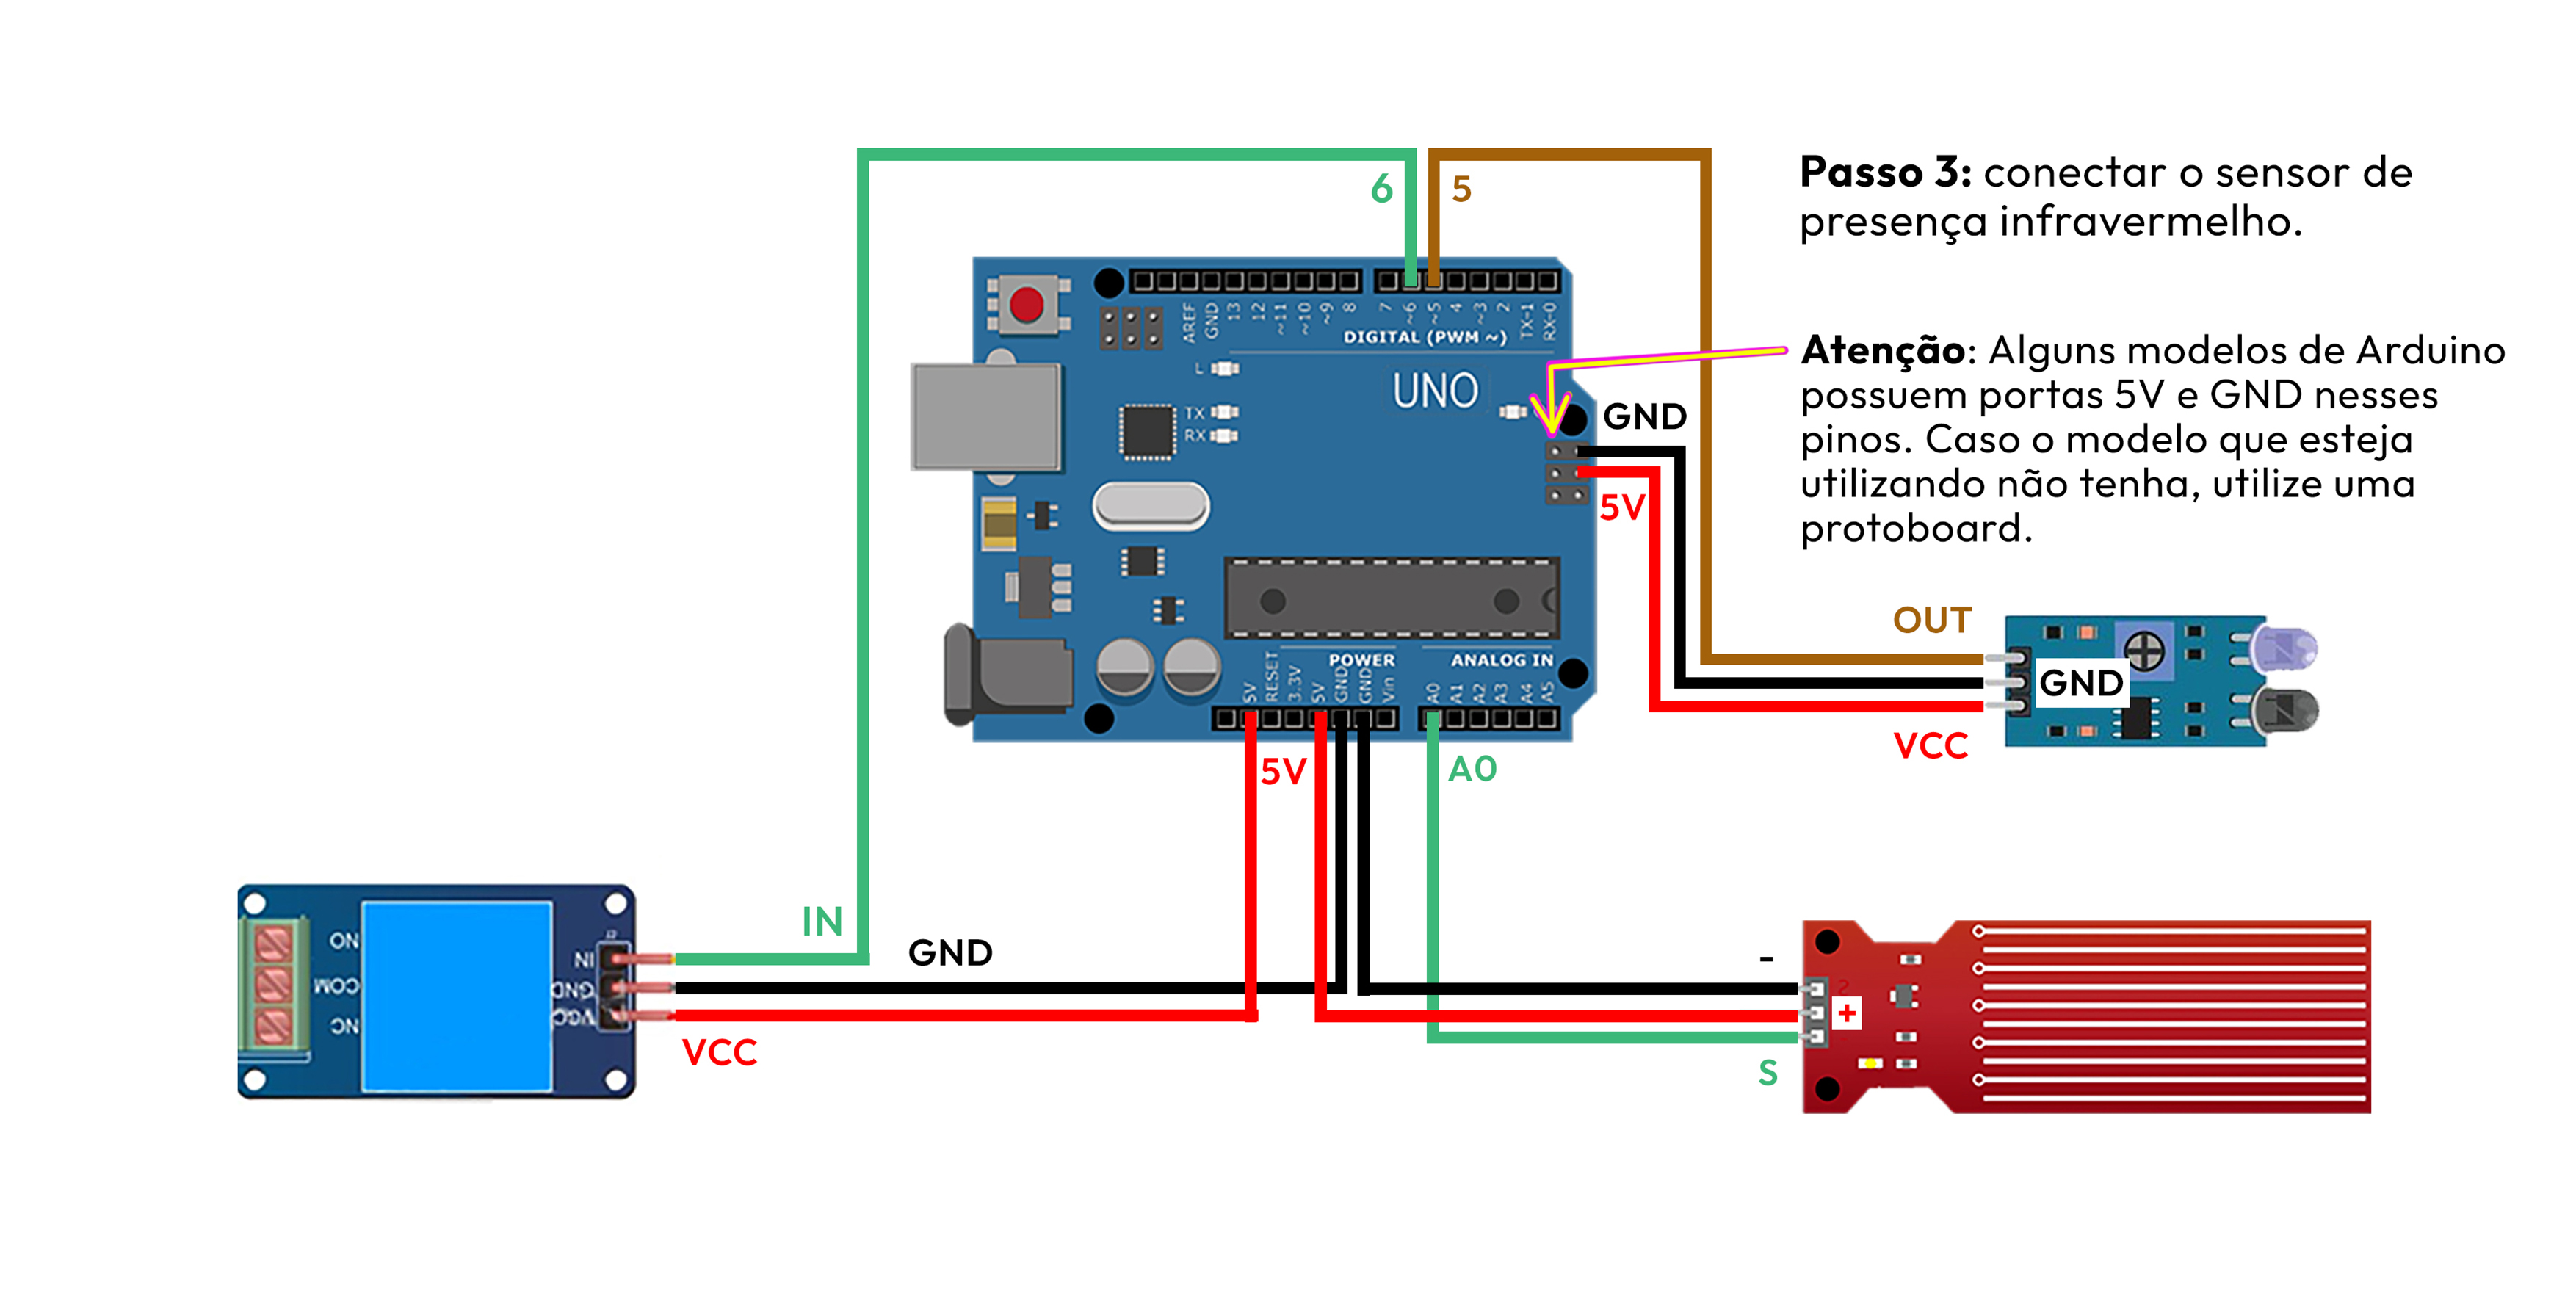 6
5
Passo 3: conectar o sensor de
presença infravermelho.
AREF
GND
13
12
~11
~10
~9
8
7
~6
~5
4
~3
2
TX-1
RX-0
DIGITAL (PWM ~)
Atenção: Alguns modelos de Arduino
possuem portas 5V e GND nesses
pinos. Caso o modelo que esteja
utilizando não tenha, utilize uma
protoboard.
L
TX
RX
UNO
GND
5V
OUT
GND
VCC
POWER
ANALOG IN
5V
RESET
3.3V
5V
GND
GND
Vin
A0
A1
A2
A3
A4
A5
5V
A0
IN
GND
VCC
NO
COM
NC
IN
GND
VCC
-
+
S